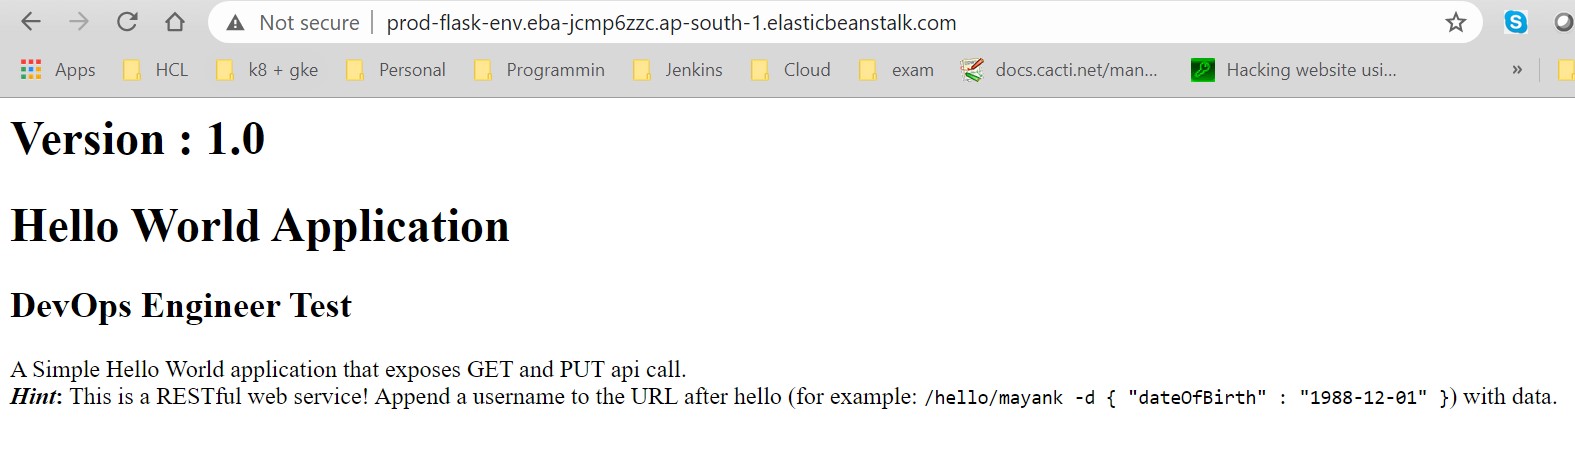 Not secure | prod-flask-env.eba-jcmp6zzc.ap-south-1.elasticbeanstalk.com
Apps HCL k8 + gke Personal Programmin Jenkins Cloud exam docs.cacti.net/man... Hacking website usi... »
Version : 1.0
Hello World Application
DevOps Engineer Test
A Simple Hello World application that exposes GET and PUT api call.
Hint: This is a RESTful web service! Append a username to the URL after hello (for example: /hello/mayank -d { "dateOfBirth" : "1988-12-01" }) with data.